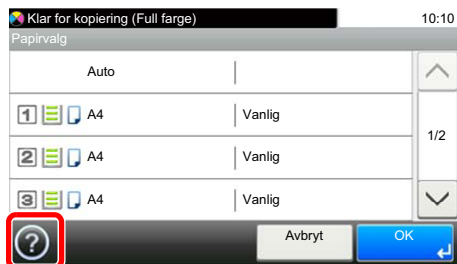 Klar for kopiering (Full farge) 10:10
Papirvalg
Auto
1 A4 Vanlig
1/2
2 A4 Vanlig
3 A4 Vanlig
? Avbryt OK